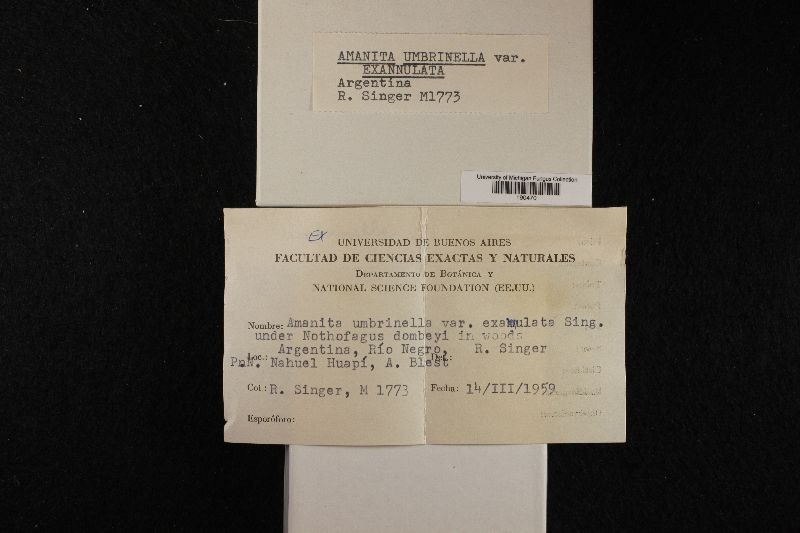 AMANITA UMBRINELLA var.
EXANNULATA
Argentina
R. Singer M1773
University of Michigan Fungus Collection
190470
EX
UNIVERSIDAD DE BUENOS AIRES
FACULTAD DE CIENCIAS EXACTAS Y NATURALES
DEPARTAMENTO DE BOTÁNICA Y
NATIONAL SCIENCE FOUNDATION (EE.UU.)
Nombre: Amanita umbrinella var. exannulata Sing.
under Nothofagus dombeyi in woods
Argentina, Río Negro, R. Singer
Loc.: Det.:
P.N. Nahuel Huapí, A. Blest
Col: R. Singer, M 1773 Fecha: 14/III/1959
Esporóforo: